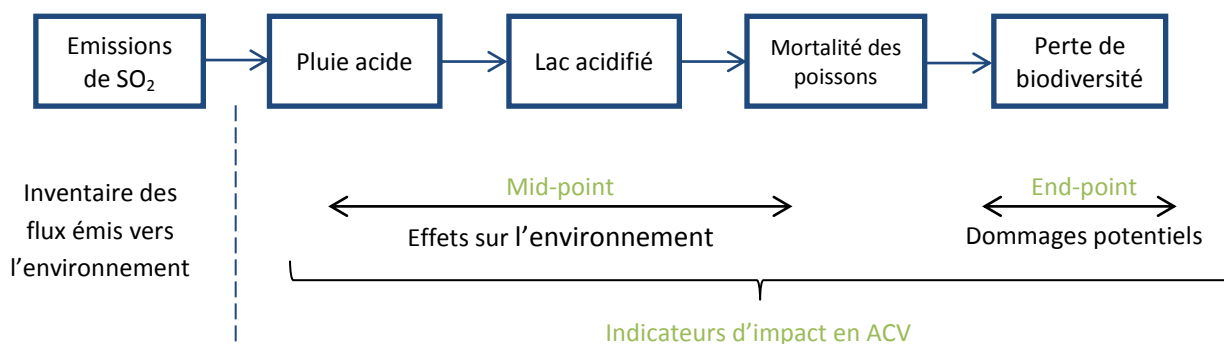 Emissions
de SO₂
Pluie acide
Lac acidifié
Mortalité des
poissons
Perte de
biodiversité
Inventaire des
flux émis vers
l'environnement
Mid-point
Effets sur l'environnement
End-point
Dommages potentiels
Indicateurs d'impact en ACV